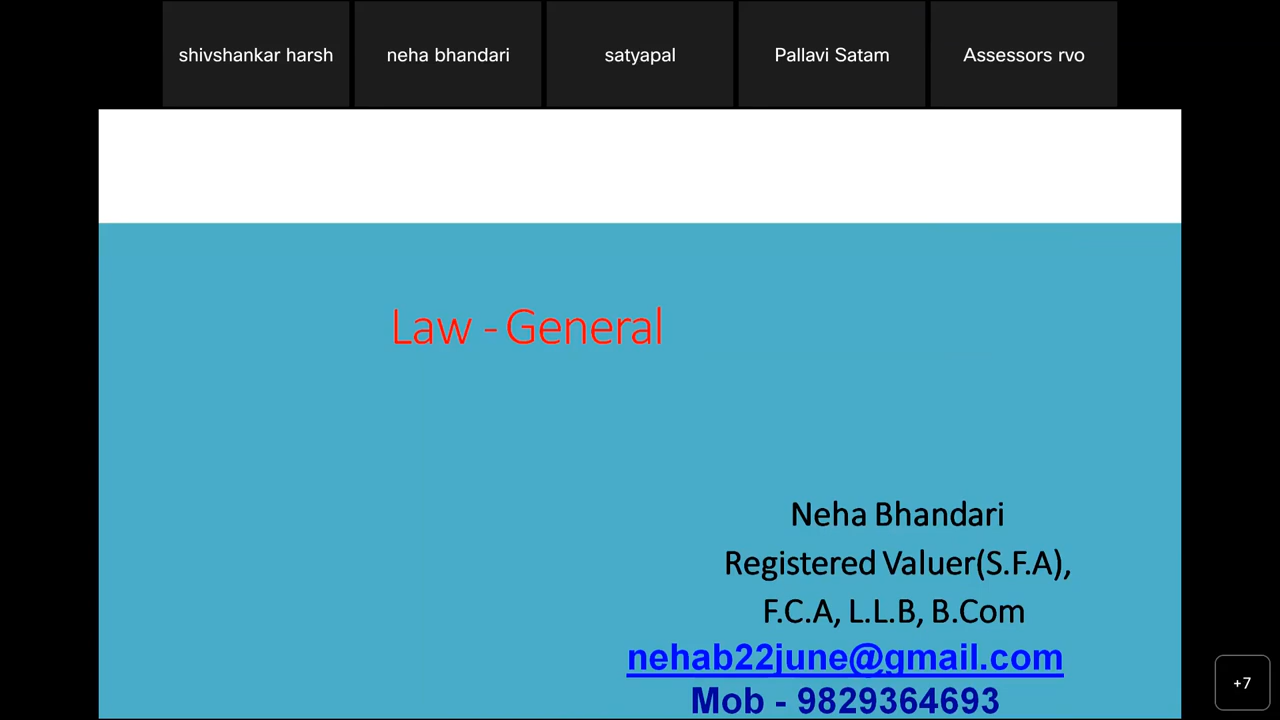 shivshankar harsh
neha bhandari
satyapal
Pallavi Satam
Assessors rvo
Law - General
Neha Bhandari
Registered Valuer(S.F.A),
F.C.A, L.L.B, B.Com
nehab22june@gmail.com
Mob - 9829364693
+7